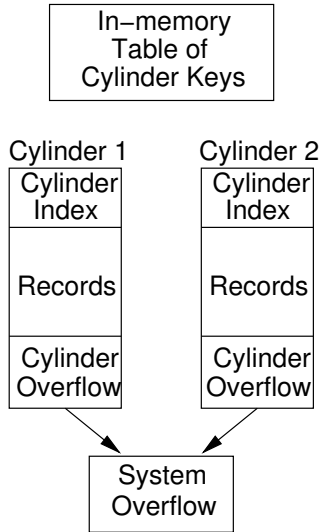 In-memory
Table of
Cylinder Keys
Cylinder 1
Cylinder
Index
Records
Cylinder
Overflow
Cylinder 2
Cylinder
Index
Records
Cylinder
Overflow
System
Overflow